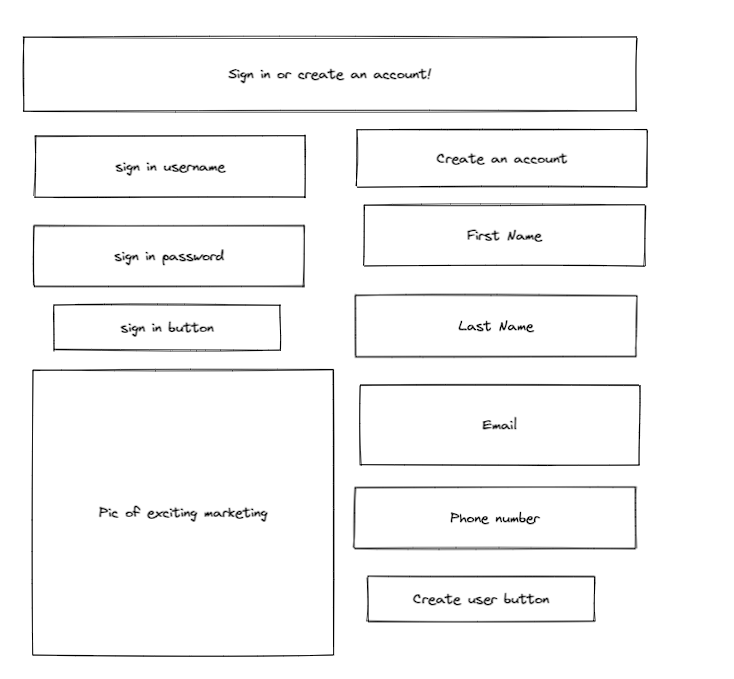 Sign in or create an account!
sign in username
sign in password
sign in button
Pic of exciting marketing
Create an account
First Name
Last Name
Email
Phone number
Create user button